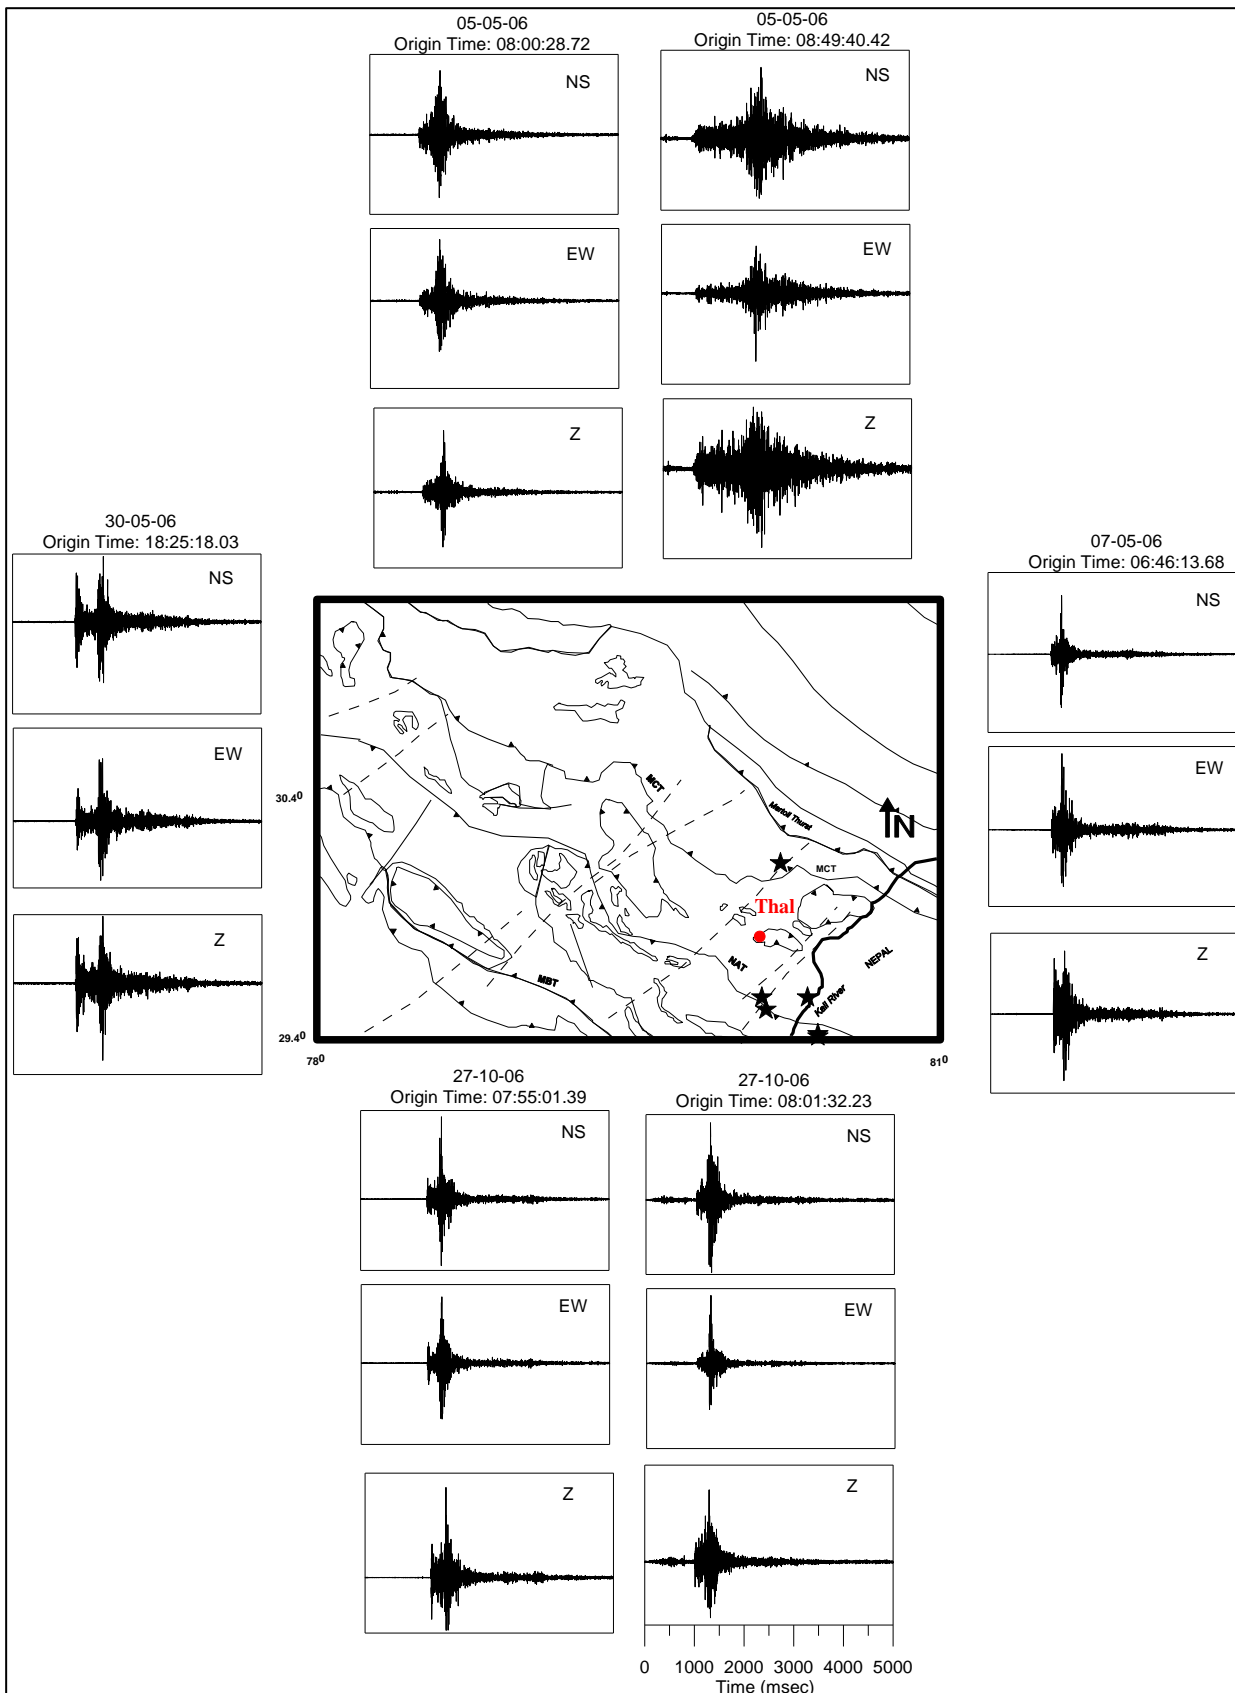 05-05-06
Origin Time: 08:00:28.72
05-05-06
Origin Time: 08:49:40.42
NS
NS
EW
EW
Z
Z
30-05-06
Origin Time: 18:25:18.03
NS
EW
Z
07-05-06
Origin Time: 06:46:13.68
NS
EW
Z
30.4⁰
29.4⁰
78⁰
81⁰
MCT
Martoli Thurst
N
MCT
Thal
NAT
NEPAL
MBT
Kali River
27-10-06
Origin Time: 07:55:01.39
27-10-06
Origin Time: 08:01:32.23
NS
NS
EW
EW
Z
Z
0 1000 2000 3000 4000 5000
Time (msec)